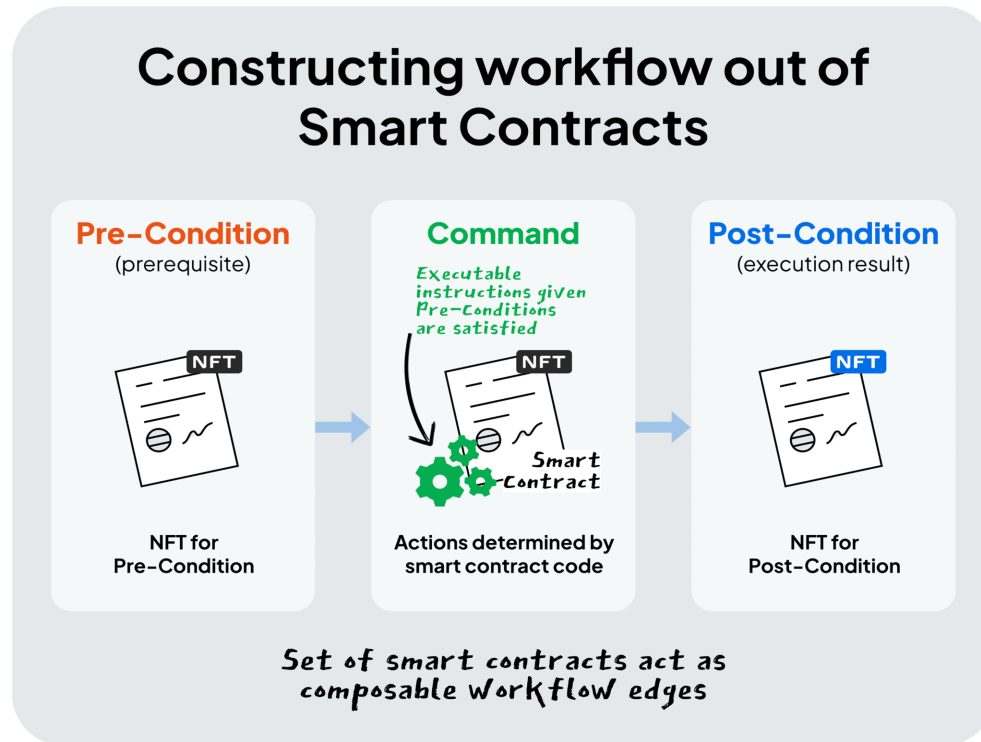 Constructing workflow out of
Smart Contracts
Pre-Condition
(prerequisite)
NFT
NFT for
Pre-Condition
Command
Executable
instructions given
Pre-Conditions
are satisfied
NFT
Smart
Contract
Actions determined by
smart contract code
Post-Condition
(execution result)
NFT
NFT for
Post-Condition
Set of smart contracts act as
composable workflow edges